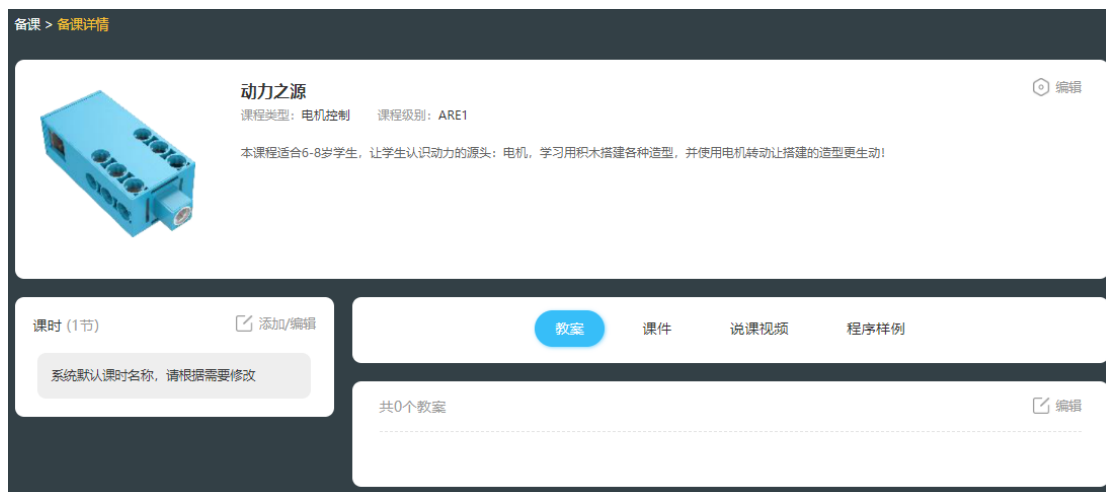 备课 > 备课详情
动力之源
编辑
课程类型：电机控制 课程级别：ARE1
本课程适合6-8岁学生，让学生认识动力的源头：电机，学习用积木搭建各种造型，并使用电机转动让搭建的造型更生动！
课时 (1节)
添加/编辑
系统默认课时名称，请根据需要修改
教案 课件 说课视频 程序样例
共0个教案
编辑